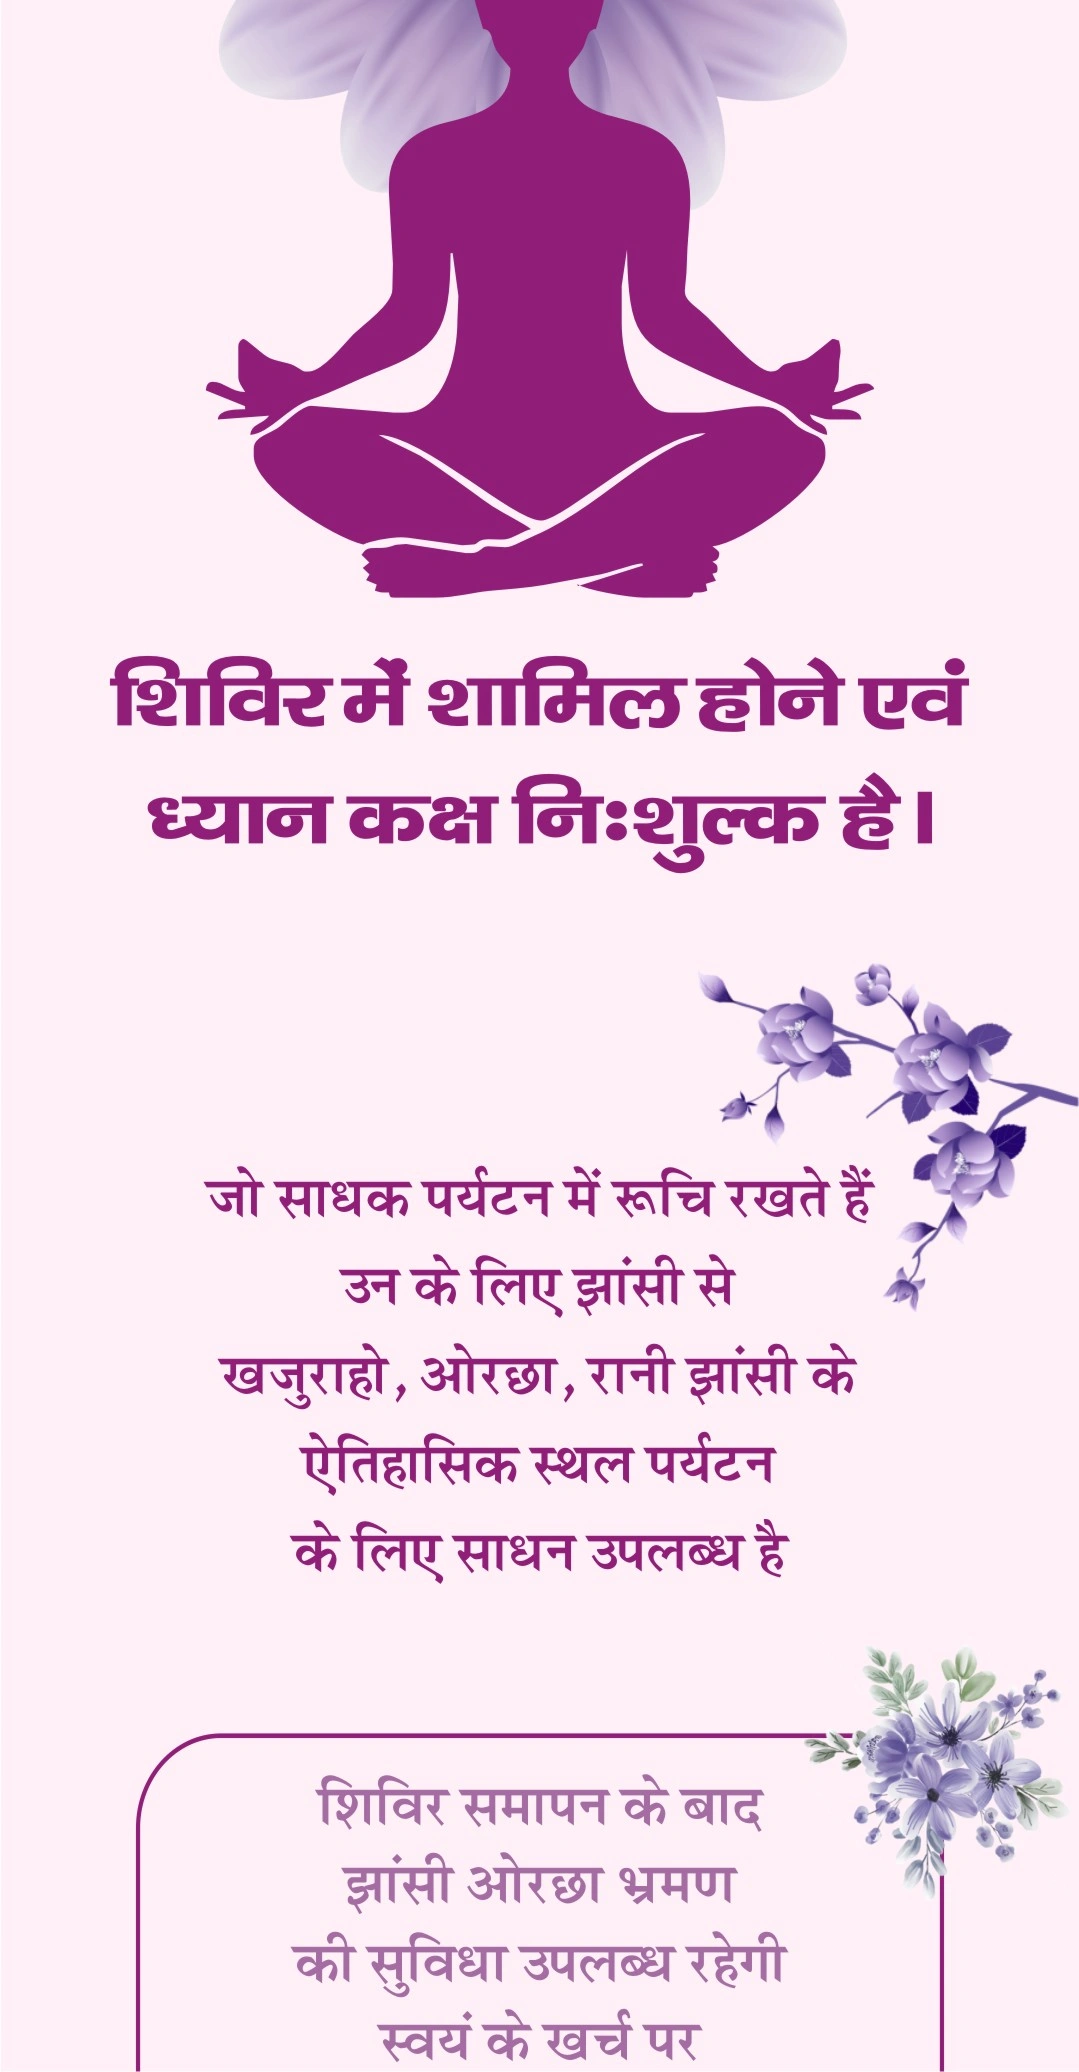 शिविर में शामिल होने एवं
ध्यान कक्ष निःशुल्क है।
जो साधक पर्यटन में रूचि रखते हैं
उन के लिए झांसी से
खजुराहो, ओरछा, रानी झांसी के
ऐतिहासिक स्थल पर्यटन
के लिए साधन उपलब्ध है
शिविर समापन के बाद
झांसी ओरछा भ्रमण
की सुविधा उपलब्ध रहेगी
स्वयं के खर्च पर